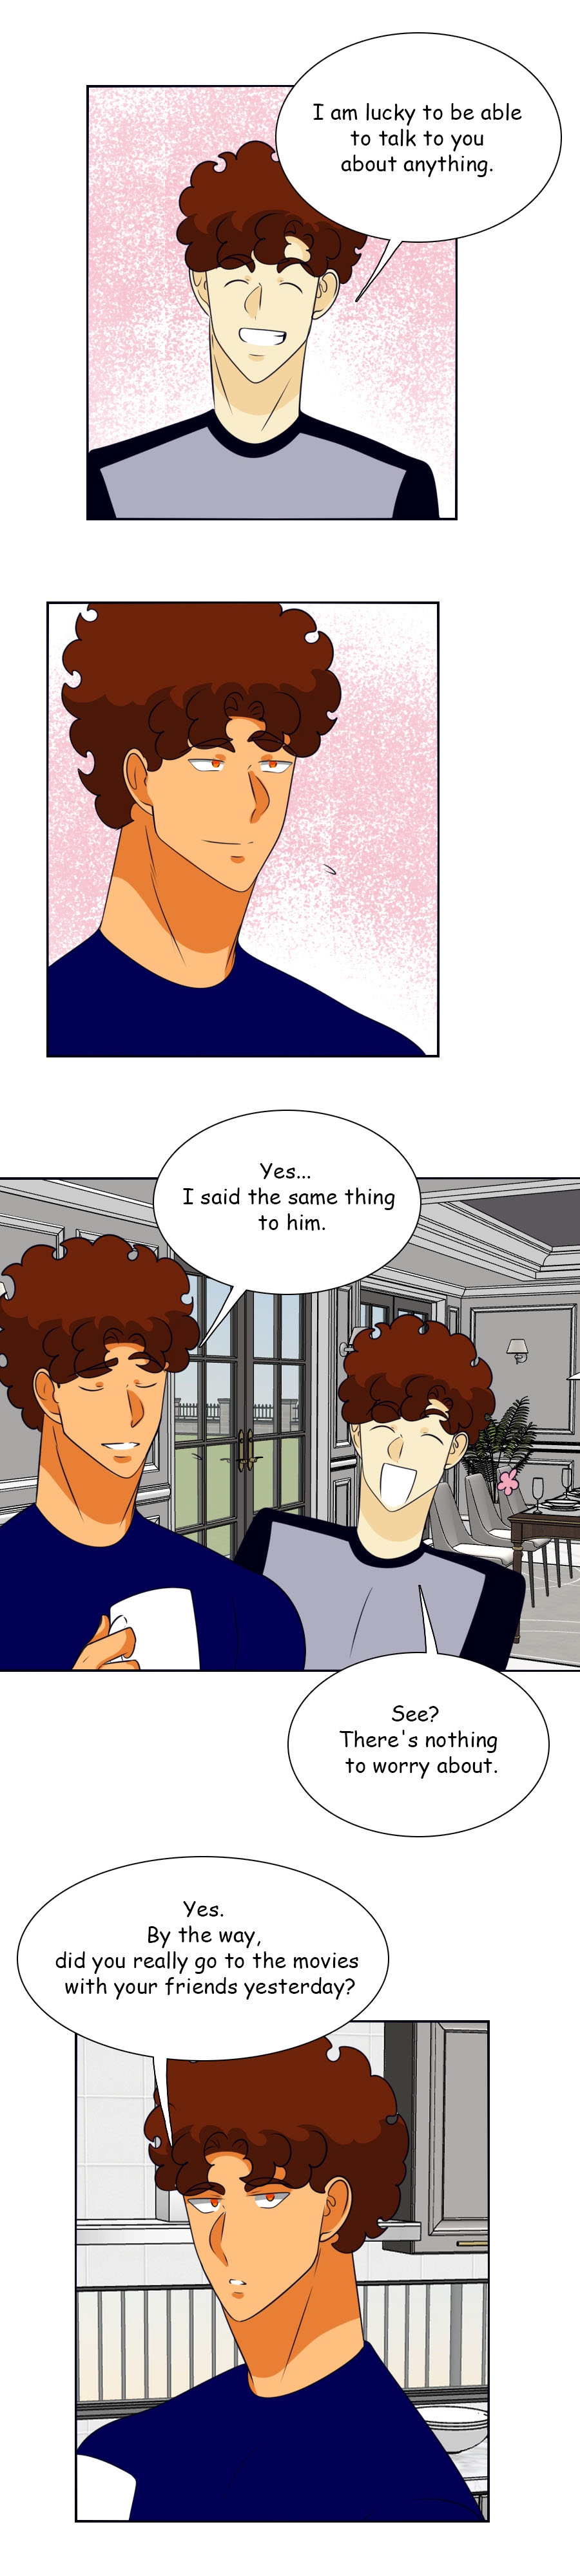 I am lucky to be able
to talk to you
about anything.
Yes...
I said the same thing
to him.
See?
There's nothing
to worry about.
Yes.
By the way,
did you really go to the movies
with your friends yesterday?